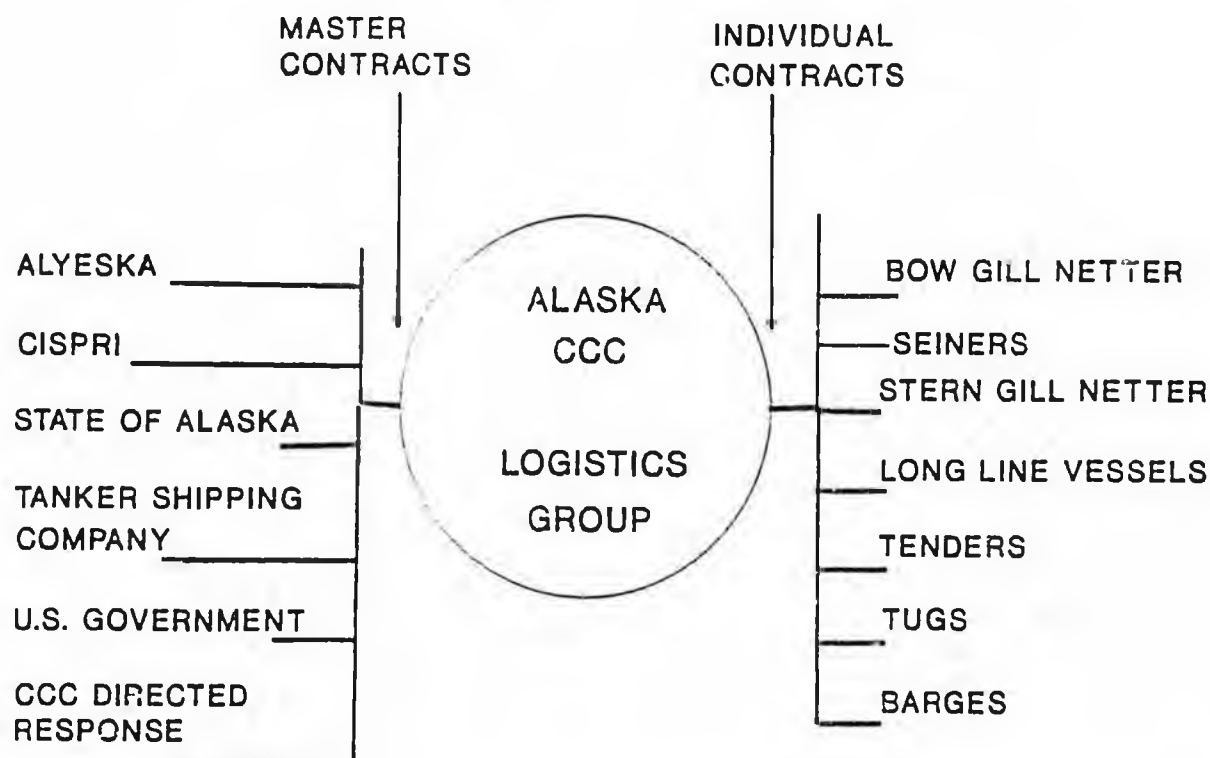 MASTER
CONTRACTS
INDIVIDUAL
CONTRACTS
ALYESKA
CISPRI
STATE OF ALASKA
TANKER SHIPPING
COMPANY
U.S. GOVERNMENT
CCC DIRECTED
RESPONSE
ALASKA
CCC
LOGISTICS
GROUP
BOW GILL NETTER
SEINERS
STERN GILL NETTER
LONG LINE VESSELS
TENDERS
TUGS
BARGES